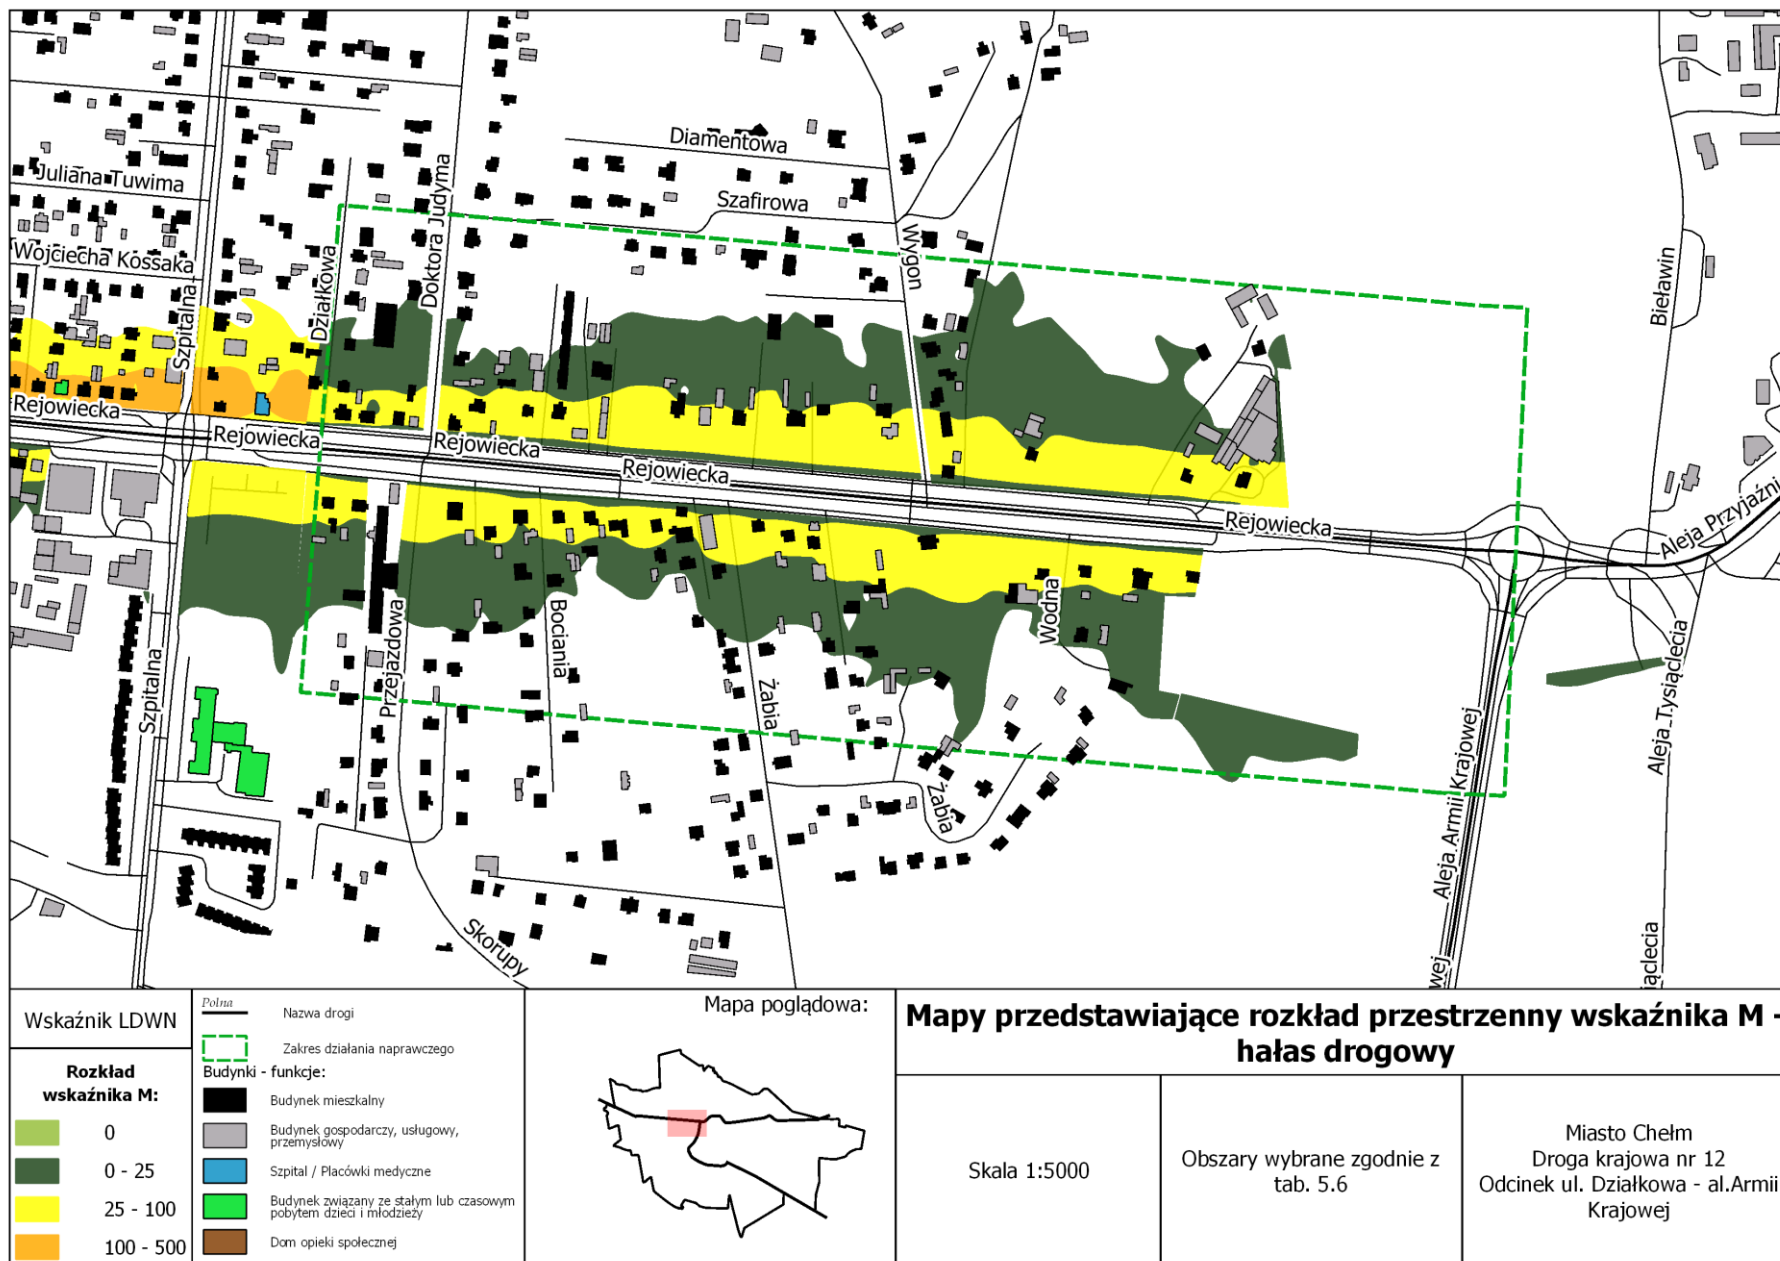 Diamentowa
Juliana Tuwima
Doktora Judyma
Szafirowa
Wojciecha Kossaka
Wygon
Szpitalna
Działkowa
Bieławin
Rejowiecka
Rejowiecka
Rejowiecka
Rejowiecka
Rejowiecka
Aleja Przyjaźni
Szpitalna
Przejazdowa
Bociania
Żabia
Wodna
Żabia
Aleja Armii Krajowej
Aleja Tysiąclecia
Skorupy
wej
iąclecia
Wskaźnik LDWN
Rozkład
wskaźnika M:
0
0 - 25
25 - 100
100 - 500
Polna
Nazwa drogi
Zakres działania naprawczego
Budynki - funkcje:
Budynek mieszkalny
Budynek gospodarczy, usługowy,
przemysłowy
Szpital / Placówki medyczne
Budynek związany ze stałym lub czasowym
pobytem dzieci i młodzieży
Dom opieki społecznej
Mapa poglądowa:
Mapy przedstawiające rozkład przestrzenny wskaźnika M -
hałas drogowy
Skala 1:5000
Obszary wybrane zgodnie z
tab. 5.6
Miasto Chełm
Droga krajowa nr 12
Odcinek ul. Działkowa - al.Armii
Krajowej